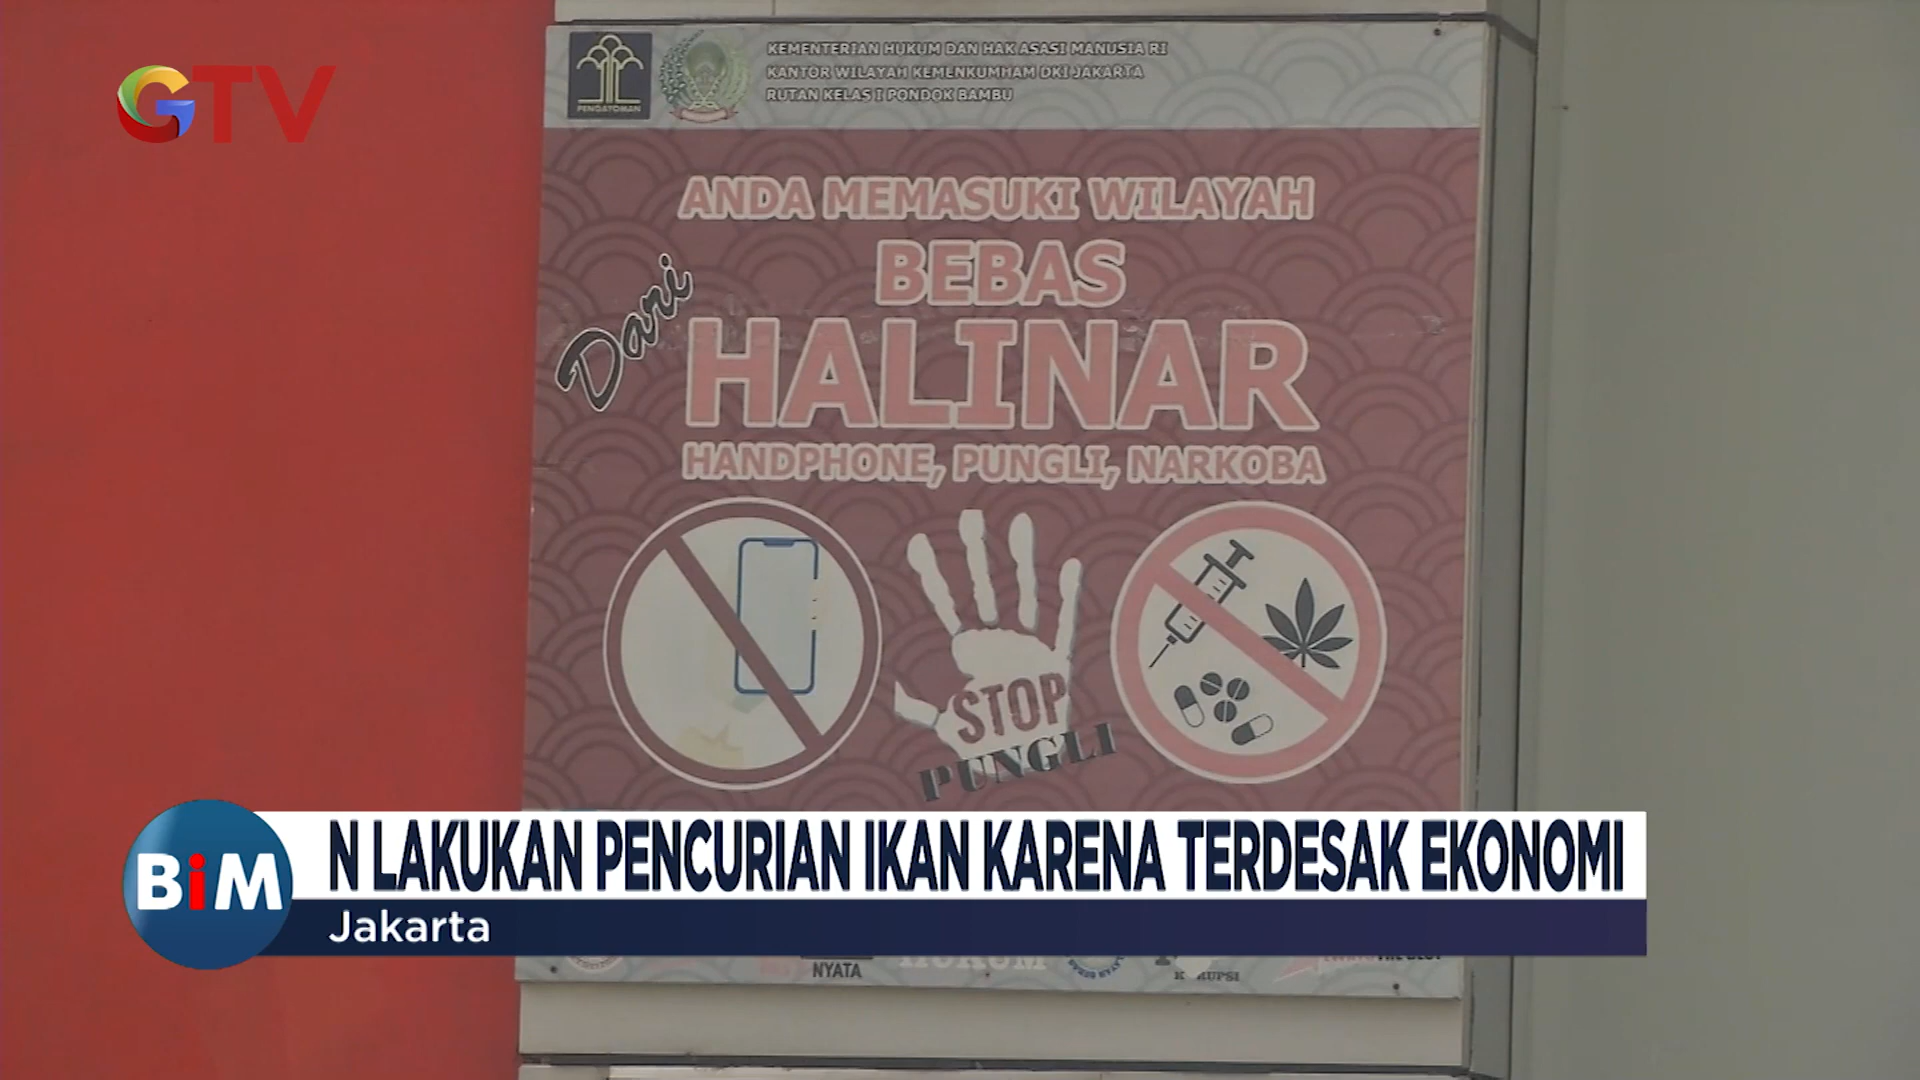 GTV
PENGAYOMAN
KEMENTERIAN HUKUM DAN HAK ASASI MANUSIA RI
KANTOR WILAYAH KEMENKUMHAM DKI JAKARTA
RUTAN KELAS I PONDOK BAMBU
ANDA MEMASUKI WILAYAH
BEBAS
Dari
HALINAR
HANDPHONE, PUNGLI, NARKOBA
STOP
PUNGLI
BiM
N LAKUKAN PENCURIAN IKAN KARENA TERDESAK EKONOMI
Jakarta
NYATA